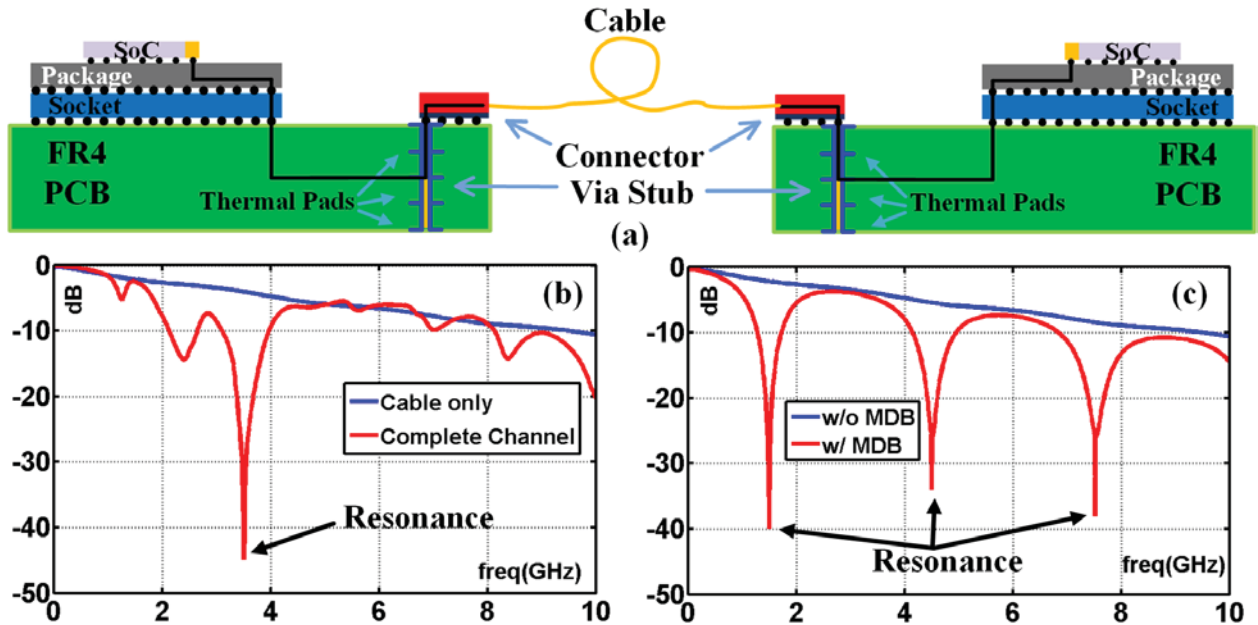 Cable
SoC
SoC
Package
Package
Socket
Socket
FR4
PCB
Connector
Via Stub
FR4
PCB
Thermal Pads
Thermal Pads
(a)
0
-10
-20
-30
-40
-50
dB
(b)
Cable only
Complete Channel
Resonance
freq(GHz)
0 2 4 6 8 10
0
-10
-20
-30
-40
-50
dB
(c)
w/o MDB
w/ MDB
Resonance
freq(GHz)
0 2 4 6 8 10